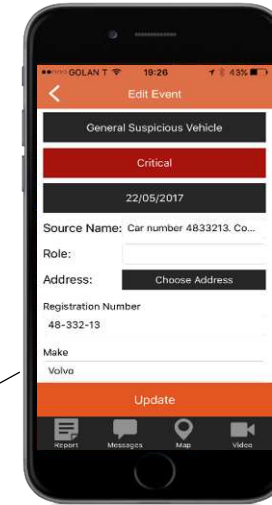 GOLAN T 19:26 43%
Edit Event
General Suspicious Vehicle
Critical
22/05/2017
Source Name: Car number 4833213. Co...
Role:
Address: Choose Address
Registration Number
48-332-13
Make
Volvo
Update
Report Messages Map Video